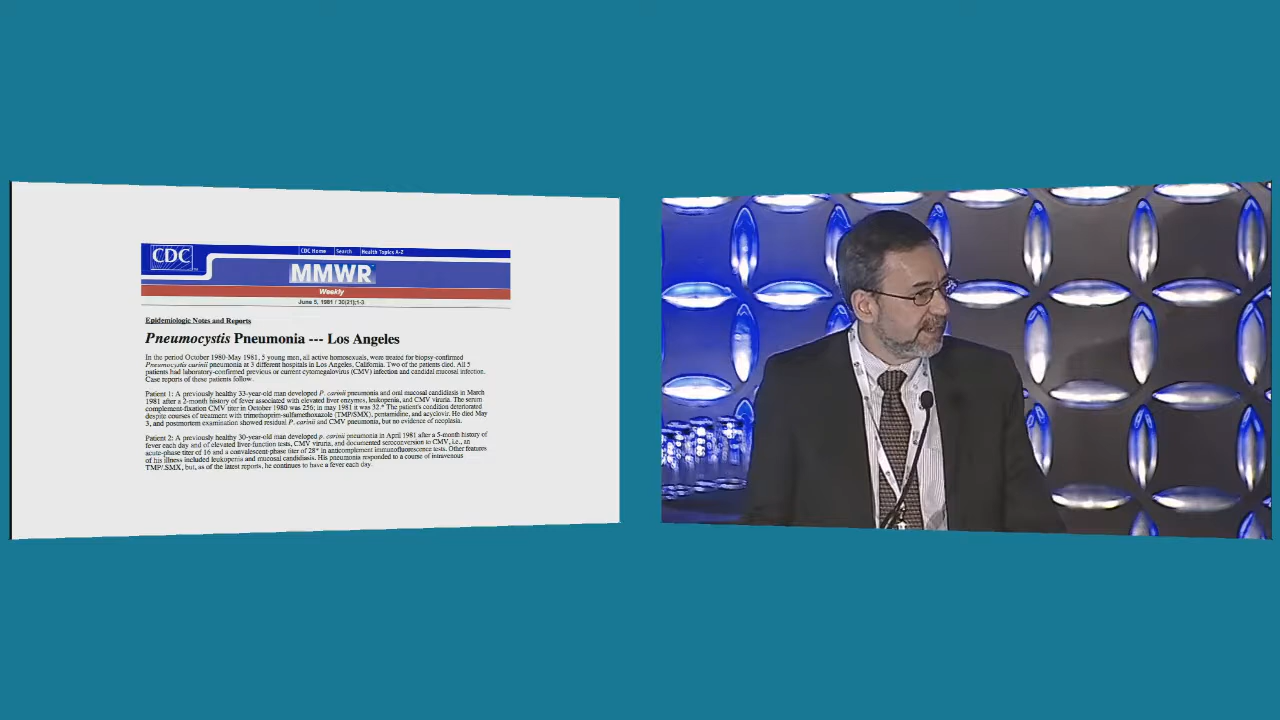 CDC
CDC Home
Search
Health Topics A-Z
MMWR
Weekly
June 5, 1981 / 30(21);1-3
Epidemiologic Notes and Reports
Pneumocystis Pneumonia --- Los Angeles
In the period October 1980-May 1981, 5 young men, all active homosexuals, were treated for biopsy-confirmed
Pneumocystis carinii pneumonia at 3 different hospitals in Los Angeles, California. Two of the patients died. All 5
patients had laboratory-confirmed previous or current cytomegalovirus (CMV) infection and candidal mucosal infection.
Case reports of these patients follow.
Patient 1: A previously healthy 33-year-old man developed P. carinii pneumonia and oral mucosal candidiasis in March
1981 after a 2-month history of fever associated with elevated liver enzymes, leukopenia, and CMV viruria. The serum
complement-fixation CMV titer in October 1980 was 256; in may 1981 it was 32.* The patient's condition deteriorated
despite courses of treatment with trimethoprim-sulfamethoxazole (TMP/SMX), pentamidine, and acyclovir. He died May
3, and postmortem examination showed residual P. carinii and CMV pneumonia, but no evidence of neoplasia.
Patient 2: A previously healthy 30-year-old man developed p. carinii pneumonia in April 1981 after a 5-month history of
fever each day and of elevated liver-function tests, CMV viruria, and documented seroconversion to CMV, i.e., an
acute-phase titer of 16 and a convalescent-phase titer of 28* in anticomplement immunofluorescence tests. Other features
of his illness included leukopenia and mucosal candidiasis. His pneumonia responded to a course of intravenous
TMP/.SMX, but, as of the latest reports, he continues to have a fever each day.